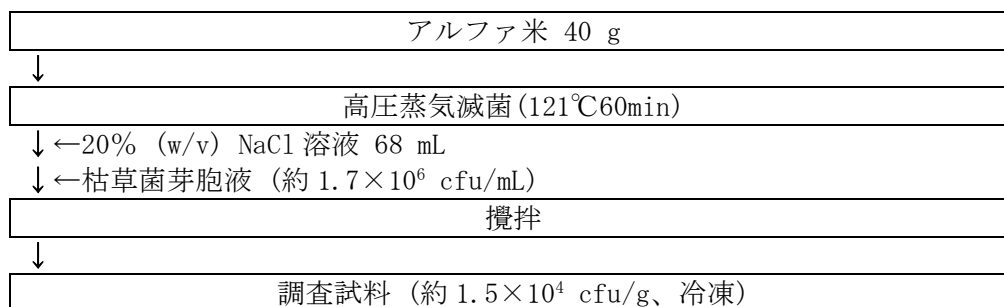 アルファ米 40 g
↓
高圧蒸気滅菌(121℃60min)
↓←20% (w/v) NaCl 溶液 68 mL
↓←枯草菌芽胞液 (約 1.7×10⁶ cfu/mL)
攪拌
↓
調査試料 (約 1.5×10⁴ cfu/g、冷凍)